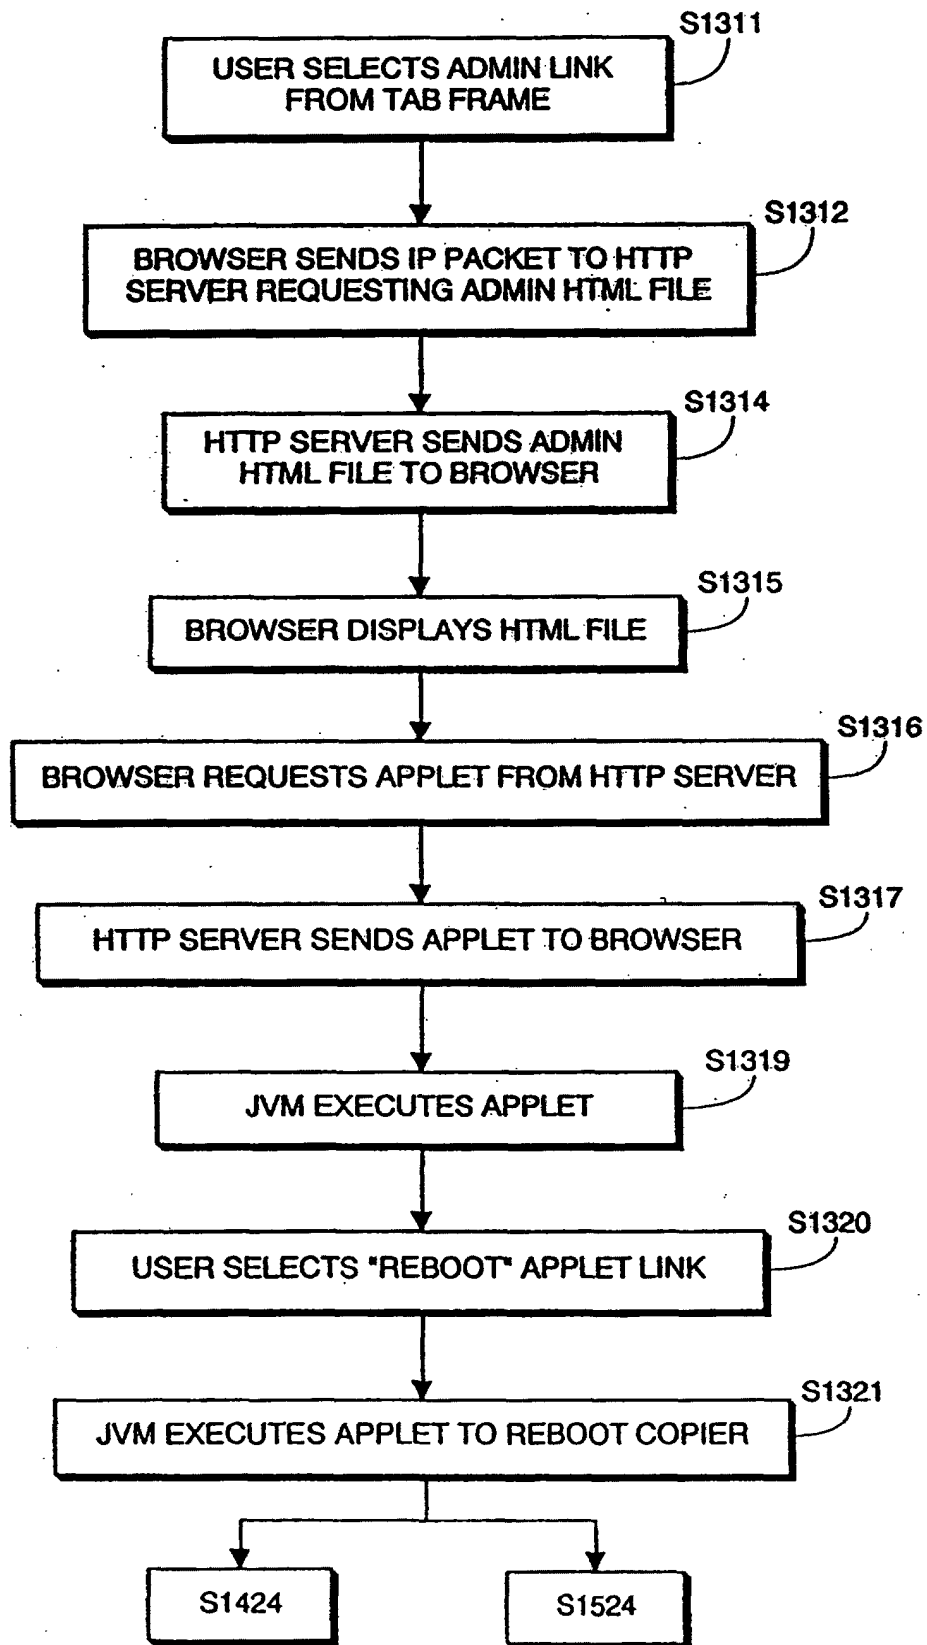 S1311
USER SELECTS ADMIN LINK
FROM TAB FRAME
S1312
BROWSER SENDS IP PACKET TO HTTP
SERVER REQUESTING ADMIN HTML FILE
S1314
HTTP SERVER SENDS ADMIN
HTML FILE TO BROWSER
S1315
BROWSER DISPLAYS HTML FILE
S1316
BROWSER REQUESTS APPLET FROM HTTP SERVER
S1317
HTTP SERVER SENDS APPLET TO BROWSER
S1319
JVM EXECUTES APPLET
S1320
USER SELECTS "REBOOT" APPLET LINK
S1321
JVM EXECUTES APPLET TO REBOOT COPIER
S1424
S1524